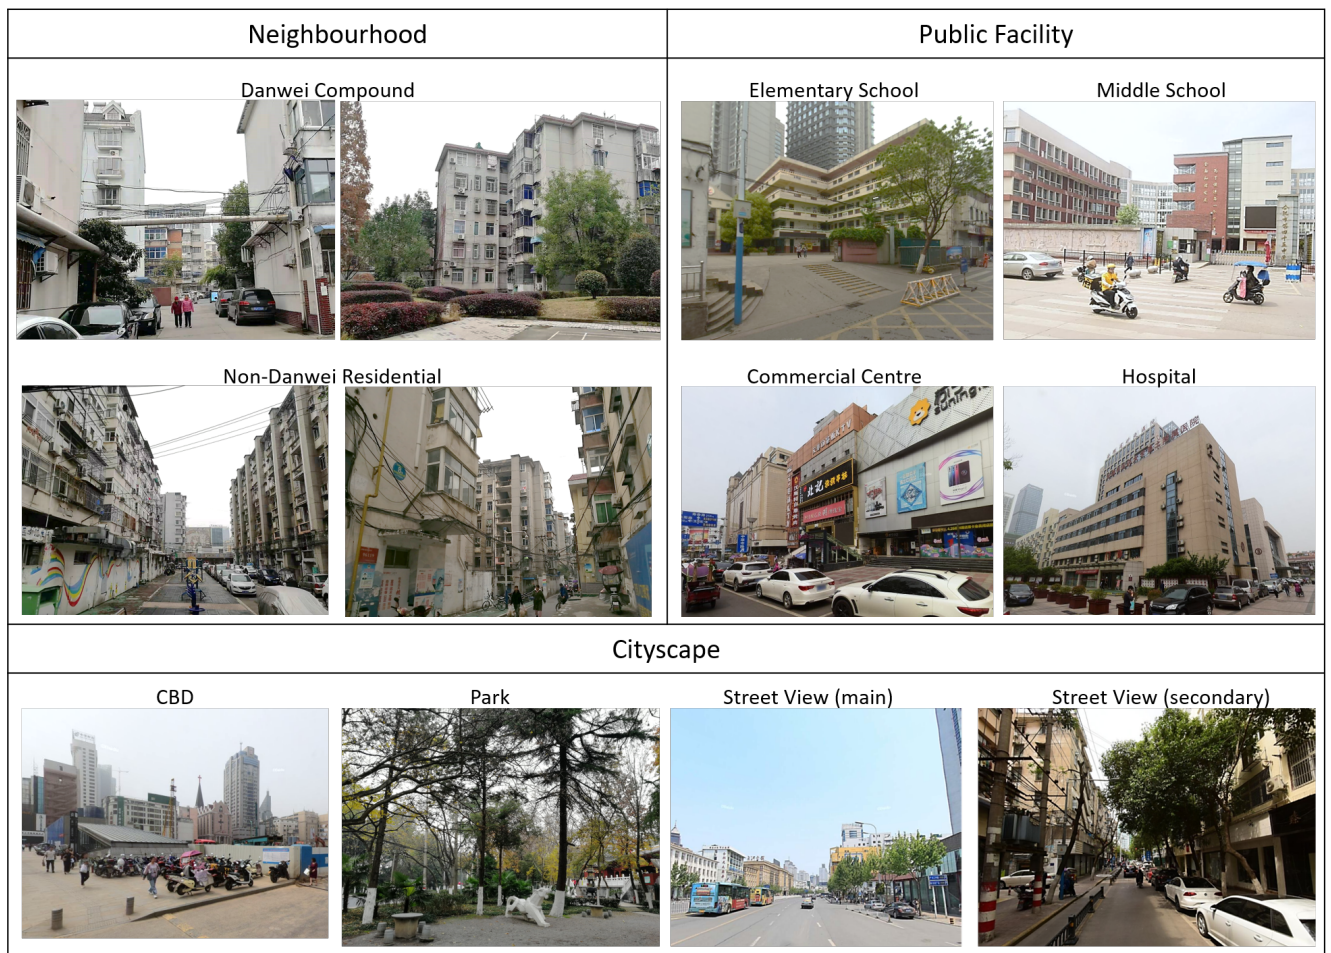 Neighbourhood
Public Facility
Danwei Compound
Elementary School
Middle School
Non-Danwei Residential
Commercial Centre
Hospital
suning
Cityscape
CBD
Park
Street View (main)
Street View (secondary)